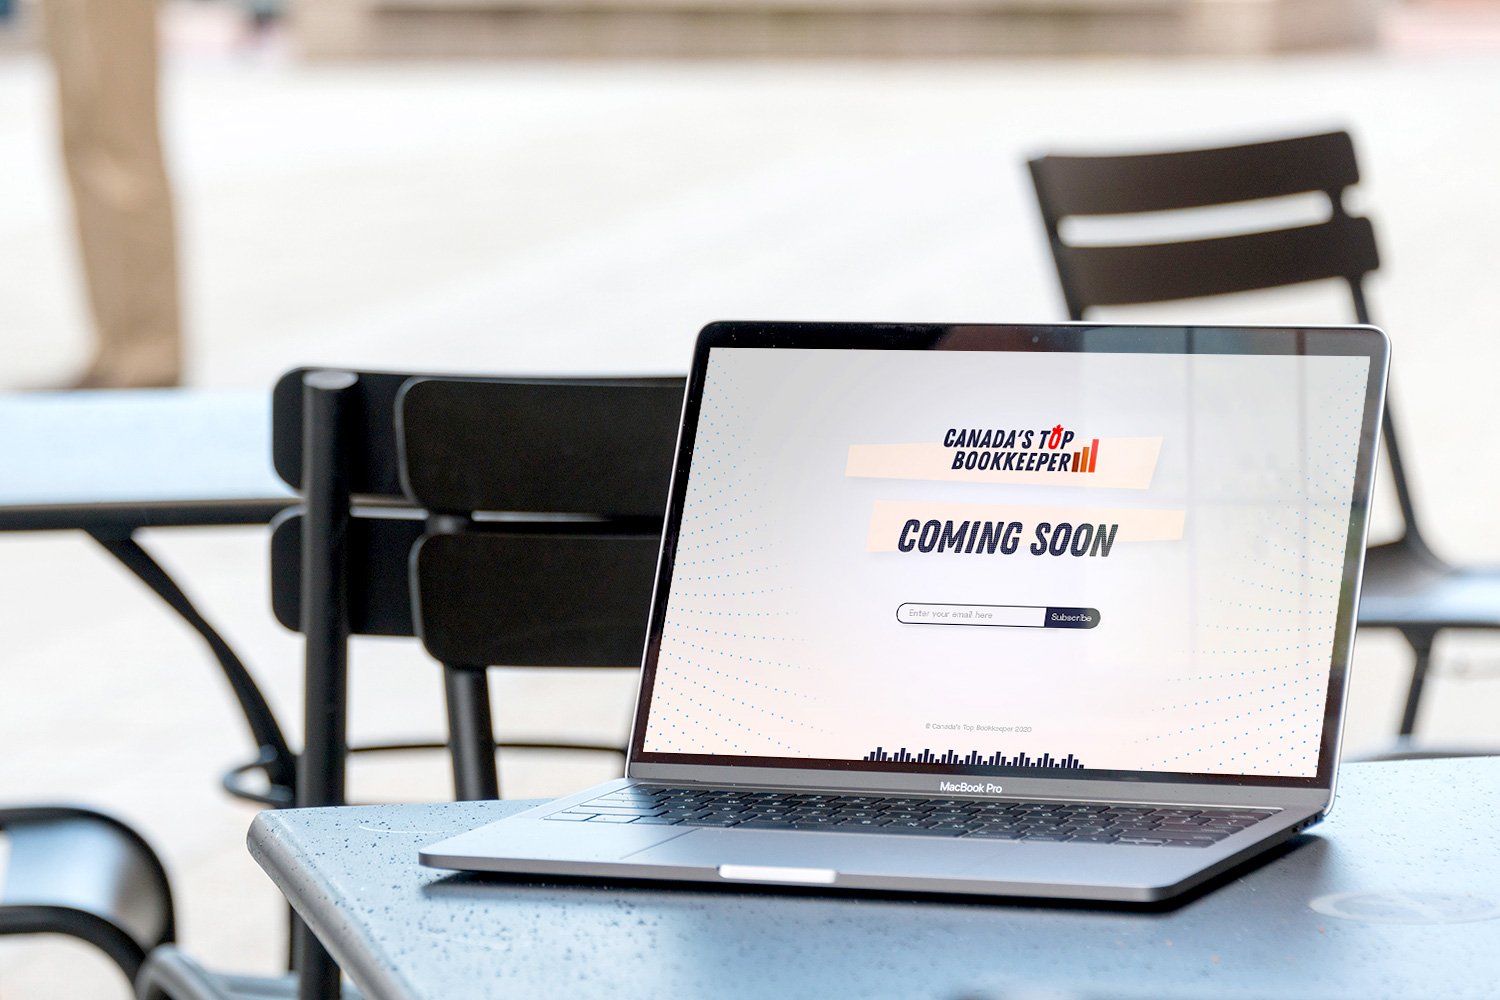 CANADA'S TOP
BOOKKEEPER
COMING SOON
Enter your email here
Subscribe
© Canada's Top Bookkeeper 2020
MacBook Pro